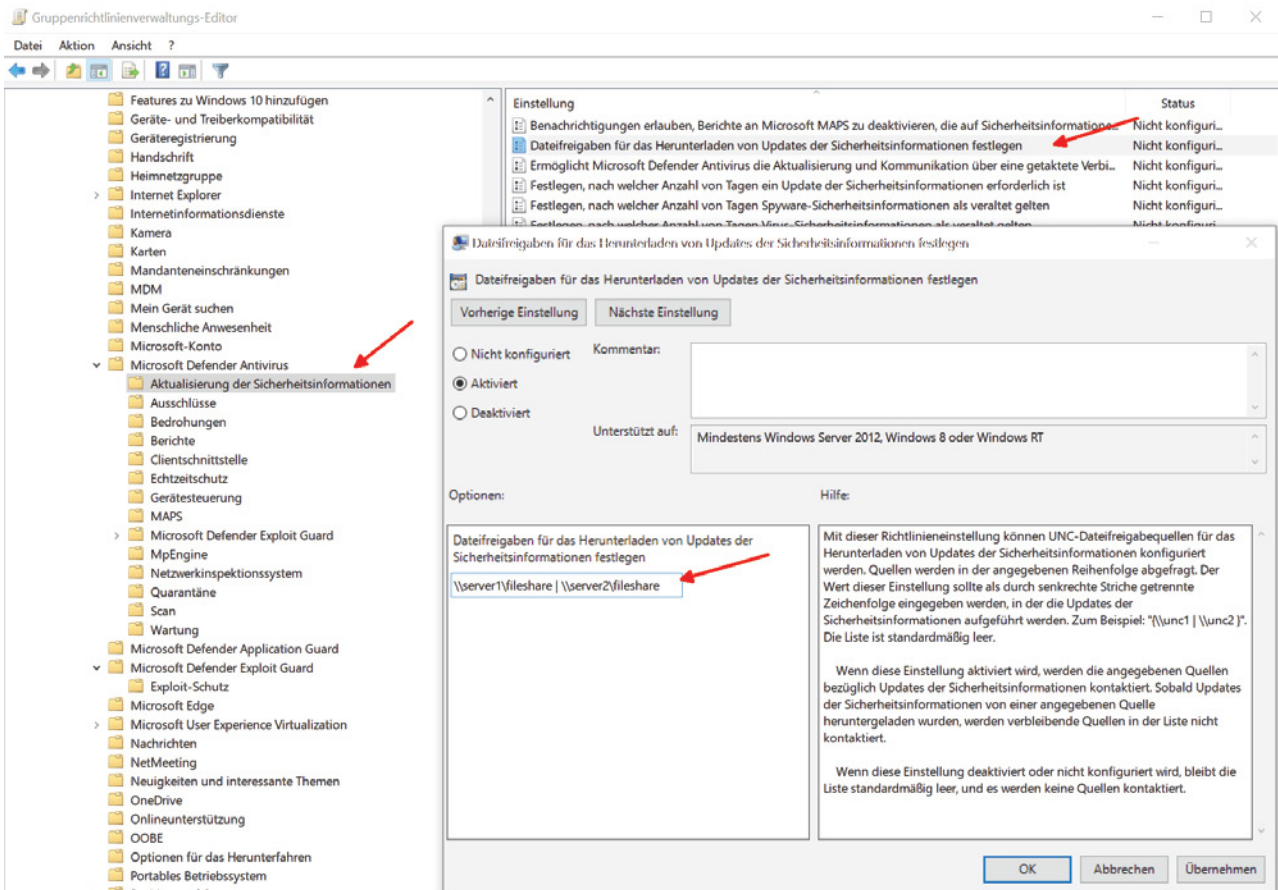 Gruppenrichtlinienverwaltungs-Editor
Datei Aktion Ansicht ?
Features zu Windows 10 hinzufügen
Geräte- und Treiberkompatibilität
Geräteregistrierung
Handschrift
Heimnetzgruppe
Internet Explorer
Internetinformationsdienste
Kamera
Karten
Mandanteneinschränkungen
MDM
Mein Gerät suchen
Menschliche Anwesenheit
Microsoft-Konto
Microsoft Defender Antivirus
Aktualisierung der Sicherheitsinformationen
Ausschlüsse
Bedrohungen
Berichte
Clientschnittstelle
Echtzeitschutz
Gerätesteuerung
MAPS
Microsoft Defender Exploit Guard
MpEngine
Netzwerkinspektionssystem
Quarantäne
Scan
Wartung
Microsoft Defender Application Guard
Microsoft Defender Exploit Guard
Exploit-Schutz
Microsoft Edge
Microsoft User Experience Virtualization
Nachrichten
NetMeeting
Neuigkeiten und interessante Themen
OneDrive
Onlineunterstützung
OOBE
Optionen für das Herunterfahren
Portables Betriebssystem
Einstellung Status
Benachrichtigungen erlauben, Berichte an Microsoft MAPS zu deaktivieren, die auf Sicherheitsinformatione... Nicht konfiguri...
Dateifreigaben für das Herunterladen von Updates der Sicherheitsinformationen festlegen Nicht konfiguri...
Ermöglicht Microsoft Defender Antivirus die Aktualisierung und Kommunikation über eine getaktete Verbi... Nicht konfiguri...
Festlegen, nach welcher Anzahl von Tagen ein Update der Sicherheitsinformationen erforderlich ist Nicht konfiguri...
Festlegen, nach welcher Anzahl von Tagen Spyware-Sicherheitsinformationen als veraltet gelten Nicht konfiguri...
Festlegen, nach welcher Anzahl von Tagen Virus-Sicherheitsinformationen als veraltet gelten Nicht konfiguri...
Dateifreigaben für das Herunterladen von Updates der Sicherheitsinformationen festlegen
Dateifreigaben für das Herunterladen von Updates der Sicherheitsinformationen festlegen
Vorherige Einstellung Nächste Einstellung
Nicht konfiguriert Kommentar:
Aktiviert
Deaktiviert
Unterstützt auf: Mindestens Windows Server 2012, Windows 8 oder Windows RT
Optionen: Hilfe:
Dateifreigaben für das Herunterladen von Updates der
Sicherheitsinformationen festlegen
\\server1\fileshare | \\server2\fileshare
Mit dieser Richtlinieneinstellung können UNC-Dateifreigabequellen für das
Herunterladen von Updates der Sicherheitsinformationen konfiguriert
werden. Quellen werden in der angegebenen Reihenfolge abgefragt. Der
Wert dieser Einstellung sollte als durch senkrechte Striche getrennte
Zeichenfolge eingegeben werden, in der die Updates der
Sicherheitsinformationen aufgeführt werden. Zum Beispiel: "{\\unc1 | \\unc2 }".
Die Liste ist standardmäßig leer.
Wenn diese Einstellung aktiviert wird, werden die angegebenen Quellen
bezüglich Updates der Sicherheitsinformationen kontaktiert. Sobald Updates
der Sicherheitsinformationen von einer angegebenen Quelle
heruntergeladen wurden, werden verbleibende Quellen in der Liste nicht
kontaktiert.
Wenn diese Einstellung deaktiviert oder nicht konfiguriert wird, bleibt die
Liste standardmäßig leer, und es werden keine Quellen kontaktiert.
OK Abbrechen Übernehmen